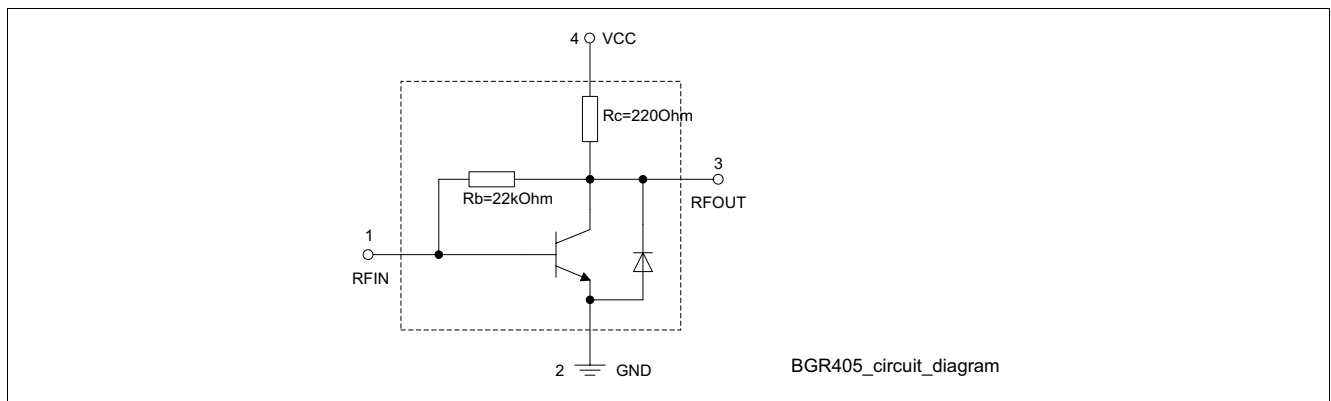 4 VCC
Rc=220Ohm
3
Rb=22kOhm
RFOUT
1
RFIN
2 GND
BGR405_circuit_diagram